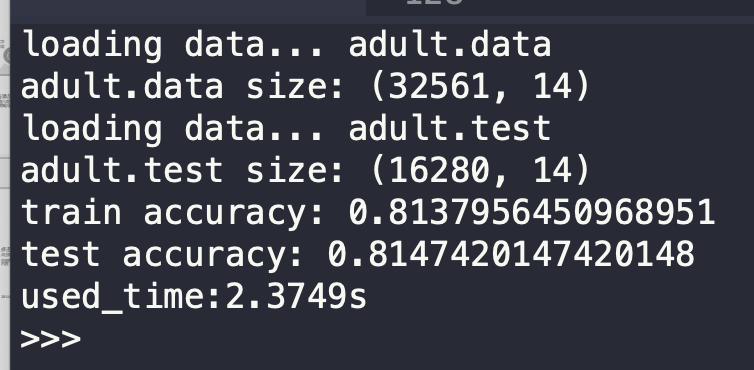 loading data... adult.data
adult.data size: (32561, 14)
loading data... adult.test
adult.test size: (16280, 14)
train accuracy: 0.8137956450968951
test accuracy: 0.8147420147420148
used_time:2.3749s
>>>